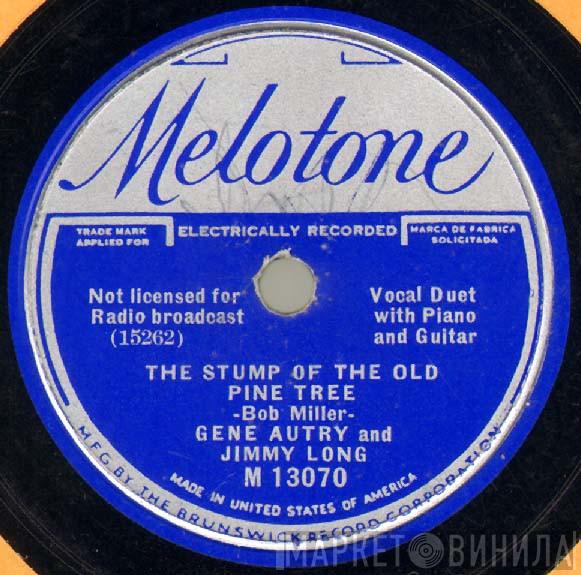 Melotone
TRADE MARK
APPLIED FOR
ELECTRICALLY RECORDED
MARCA DE FABRICA
SOLICITADA
Not licensed for
Radio broadcast
(15262)
Vocal Duet
with Piano
and Guitar
THE STUMP OF THE OLD
PINE TREE
-Bob Miller-
GENE AUTRY and
JIMMY LONG
M 13070
MADE IN UNITED STATES OF AMERICA
MFG BY THE BRUNSWICK RECORD CORPORATION
МАРКЕТ ВИНИЛА